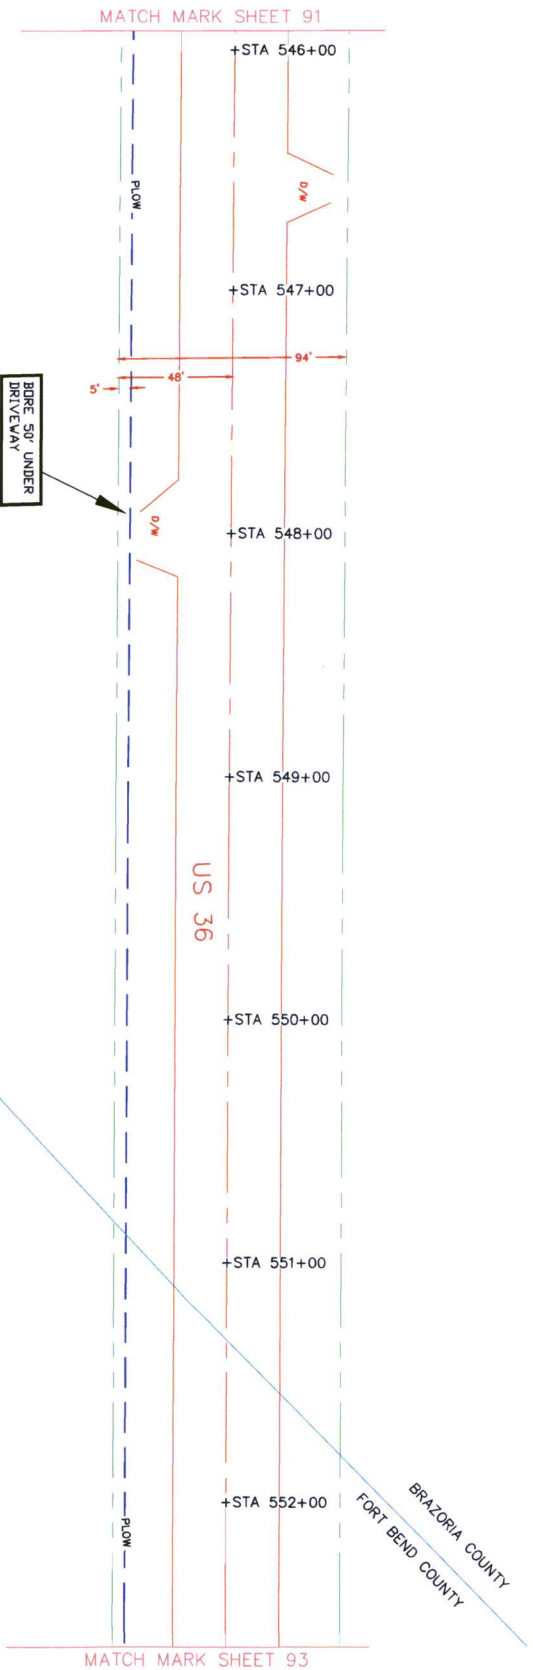 MATCH MARK SHEET 91
+STA 546+00
D/W
PLOW
+STA 547+00
94'
48'
5'
BORE 50' UNDER
DRIVEWAY
D/W
+STA 548+00
+STA 549+00
US 36
+STA 550+00
+STA 551+00
+STA 552+00
BRAZORIA COUNTY
FORT BEND COUNTY
PLOW
MATCH MARK SHEET 93